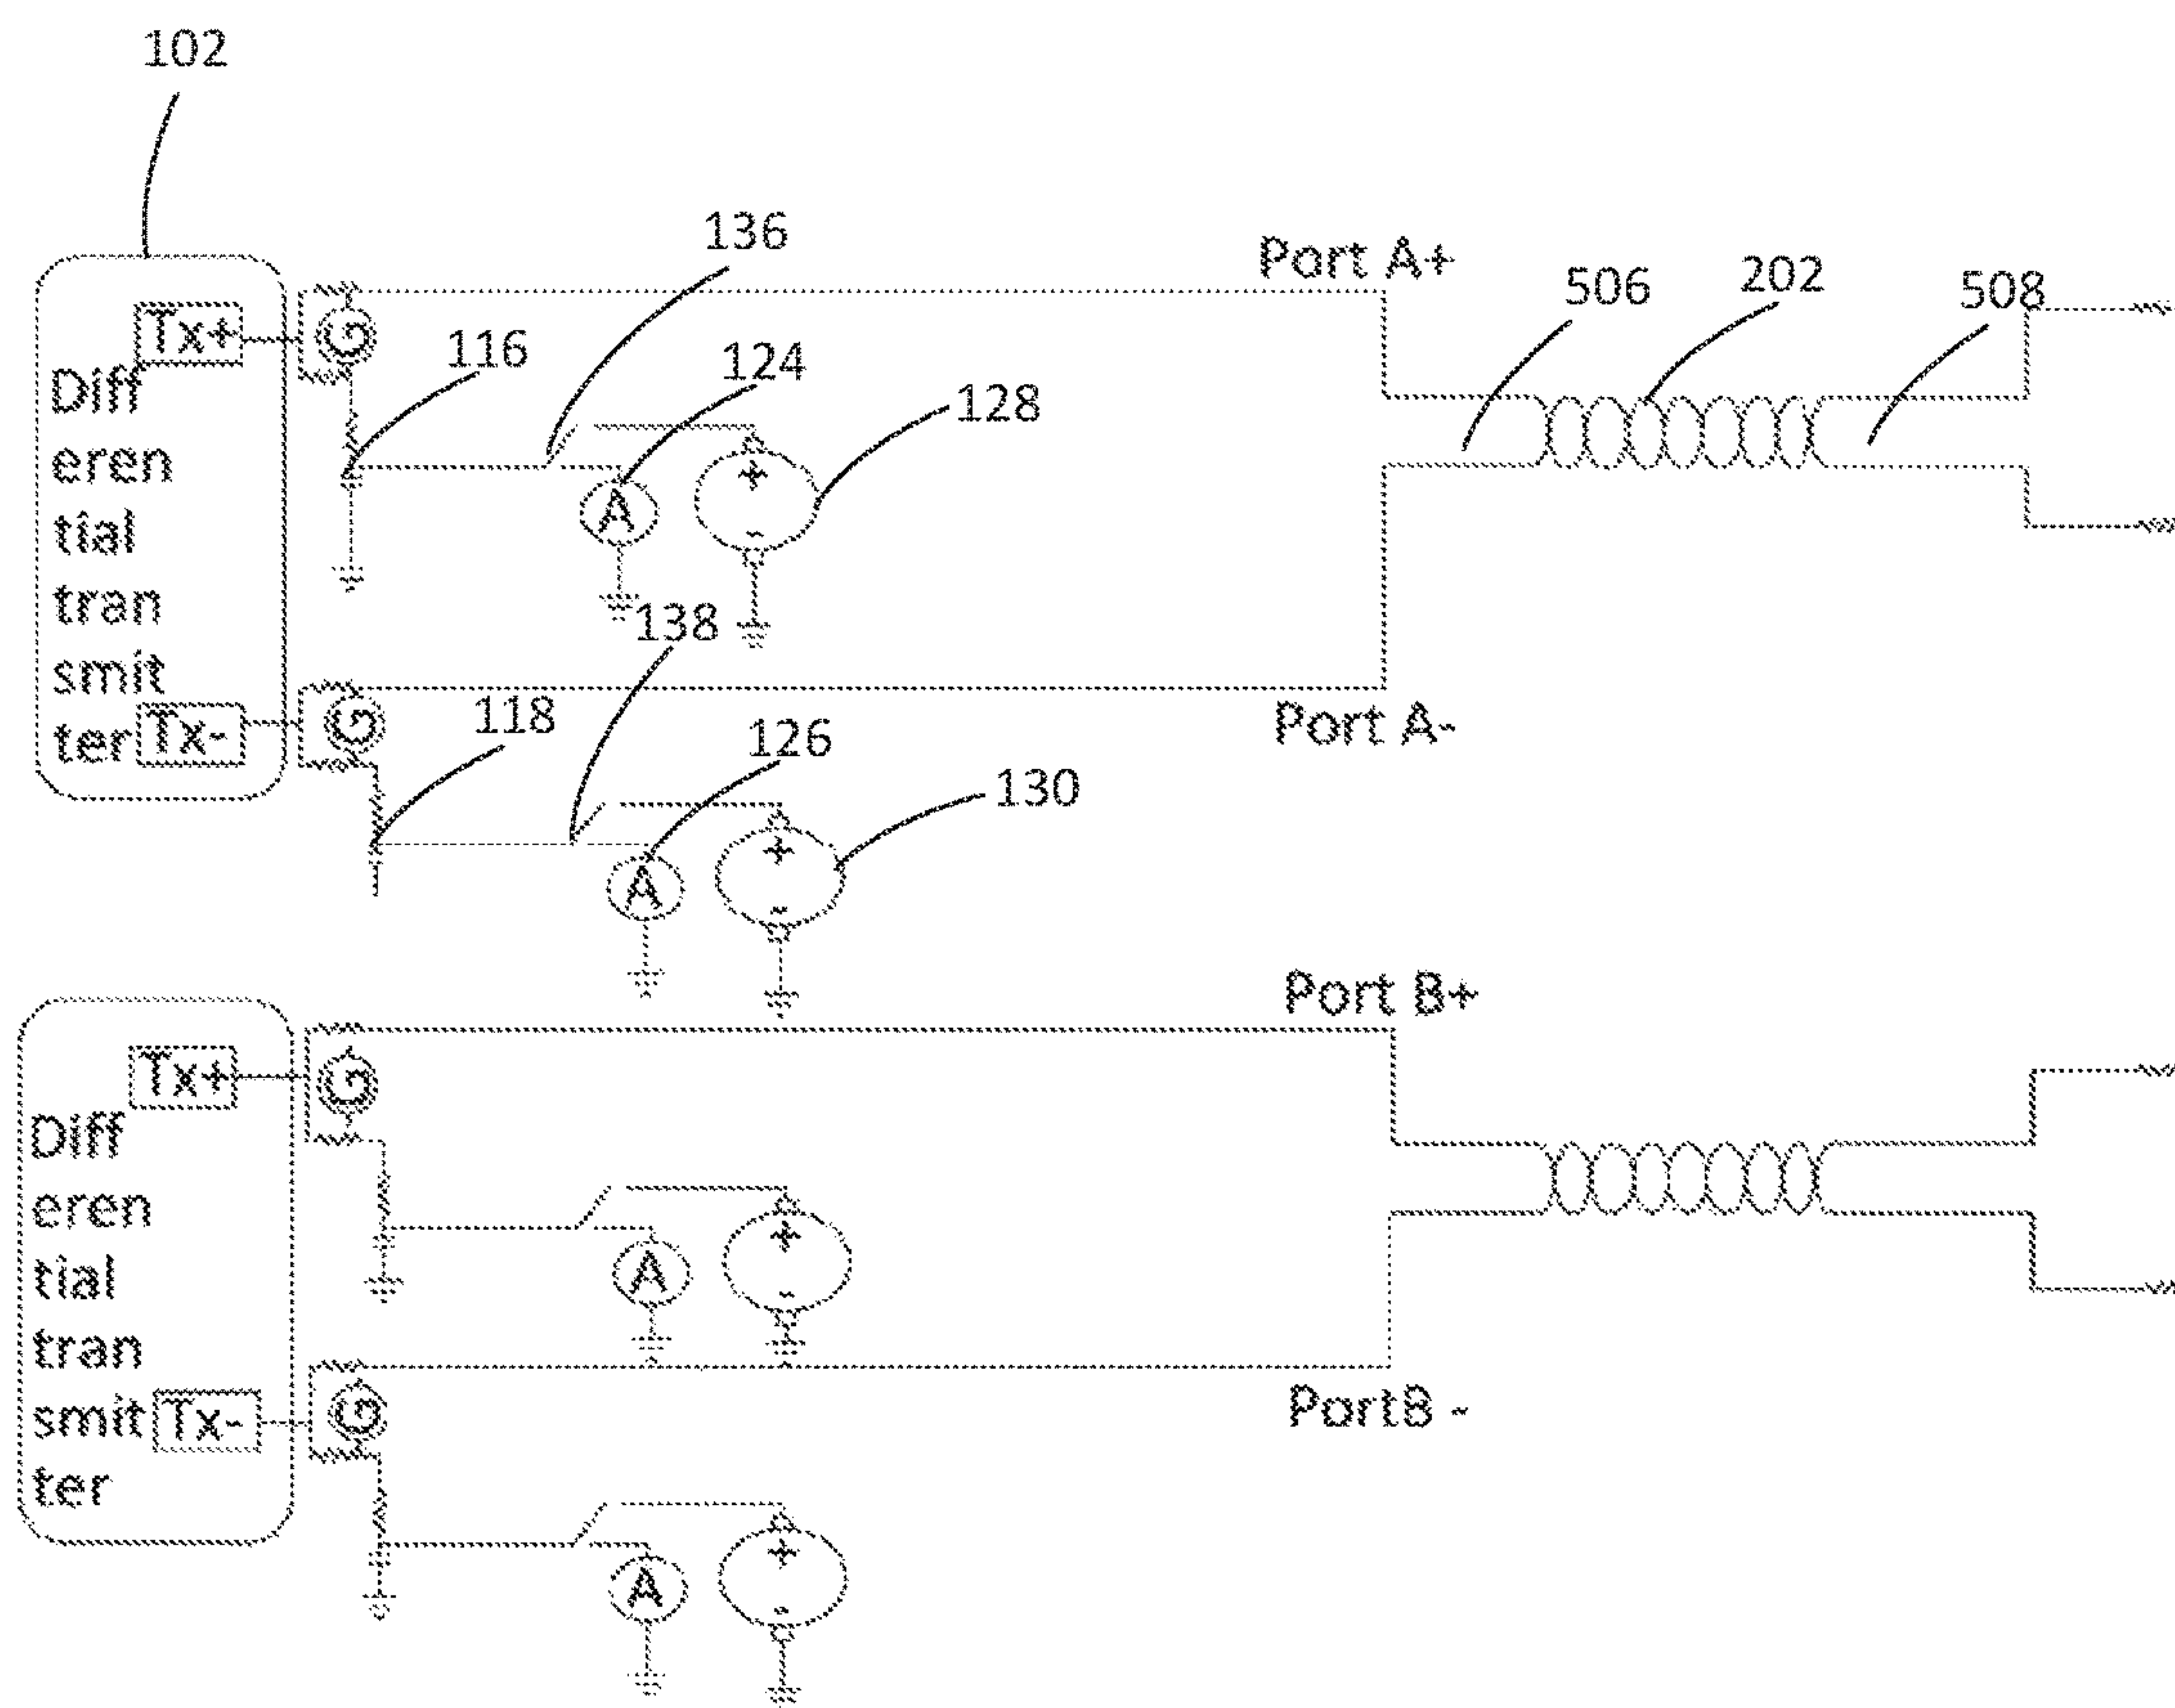 102
136
Port A+
506
202
508
Tx+
G
116
124
128
Diff
eren
tial
tran
smit
ter
A
+
-
138
Tx-
G
118
126
130
Port A-
A
+
-
Port B+
Tx+
G
Diff
eren
tial
tran
smit
ter
A
+
-
Tx-
G
PortB -
A
+
-